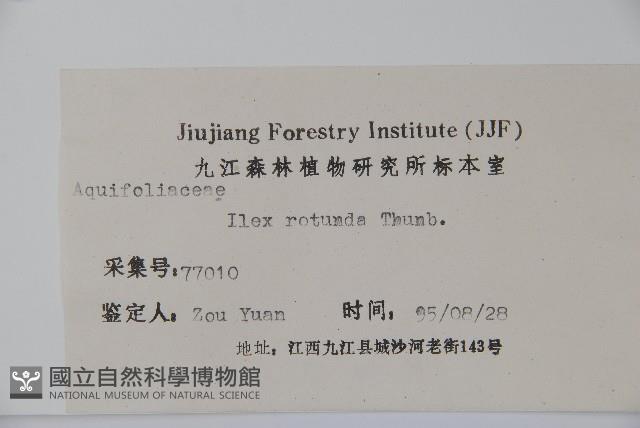 Jiujiang Forestry Institute (JJF)
九江森林植物研究所标本室
Aquifoliaceae
Ilex rotunda Thunb.
采集号:77010
鉴定人: Zou Yuan 时间: 95/08/28
地址: 江西九江县城沙河老街143号
國立自然科學博物館
NATIONAL MUSEUM OF NATURAL SCIENCE